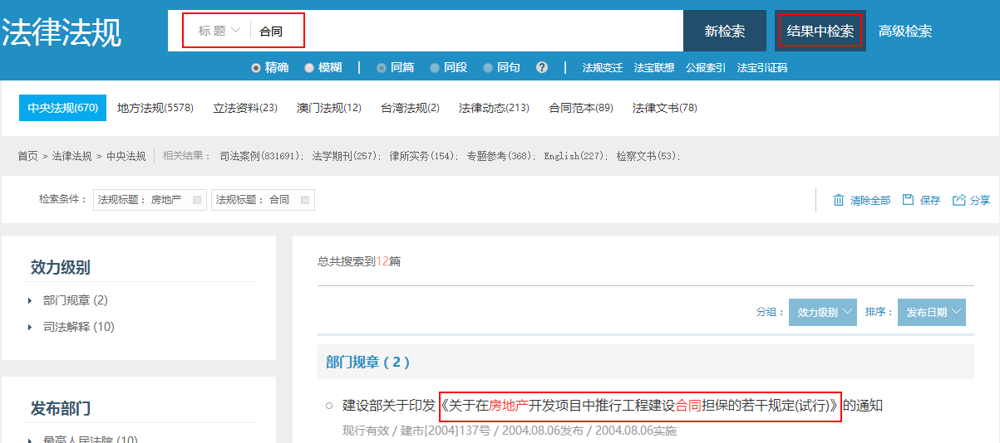 法律法规 标题 合同 新检索 结果中检索 高级检索
精确 模糊 | 同篇 同段 同句 ? | 法规变迁 法宝联想 公报索引 法宝引证码
中央法规(670) 地方法规(5578) 立法资料(23) 澳门法规(12) 台湾法规(2) 法律动态(213) 合同范本(89) 法律文书(78)
首页 > 法律法规 > 中央法规 | 相关结果： 司法案例(831691); 法学期刊(257); 律所实务(154); 专题参考(368); English(227); 检察文书(53);
检索条件： 法规标题： 房地产 法规标题： 合同 清除全部 保存 分享
效力级别
部门规章 (2)
司法解释 (10)
发布部门
最高人民法院 (10)
总共搜索到12篇
分组： 效力级别 排序： 发布日期
部门规章（2）
建设部关于印发《关于在房地产开发项目中推行工程建设合同担保的若干规定(试行)》的通知
现行有效 / 建市[2004]137号 / 2004.08.06发布 / 2004.08.06实施